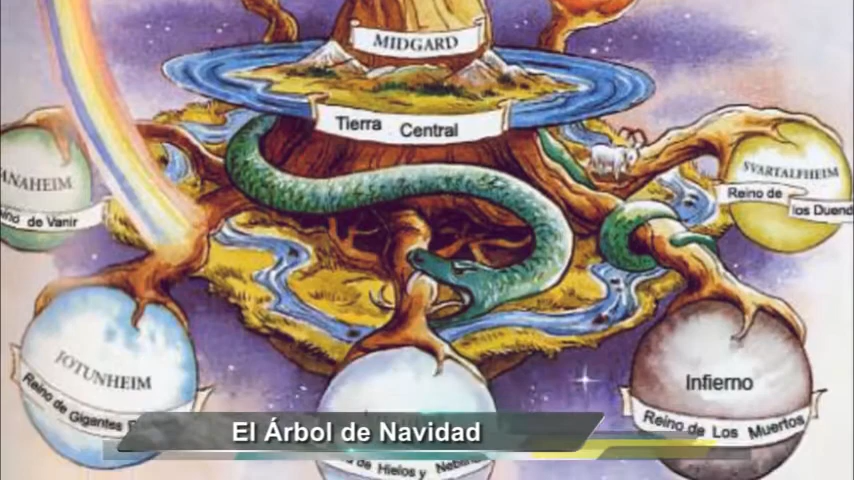 MIDGARD
Tierra Central
ANAHEIM
de Vanir
SVARTALFHEIM
Reino de
los Duend
JOTUNHEIM
Reino de Gigantes
Infierno
Reino de Los Muertos
El Árbol de Navidad
de Hielos y